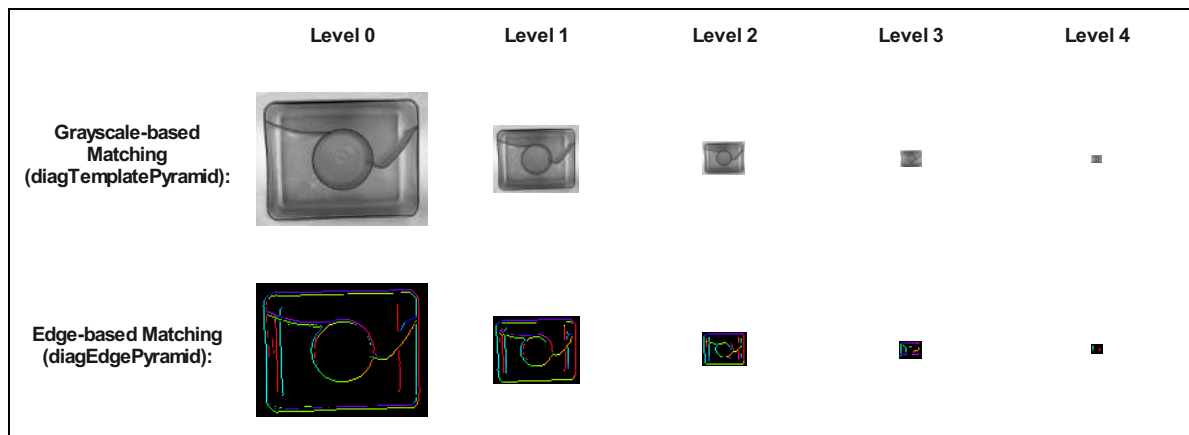 Level 0 Level 1 Level 2 Level 3 Level 4
Grayscale-based
Matching
(diagTemplatePyramid):
Edge-based Matching
(diagEdgePyramid):